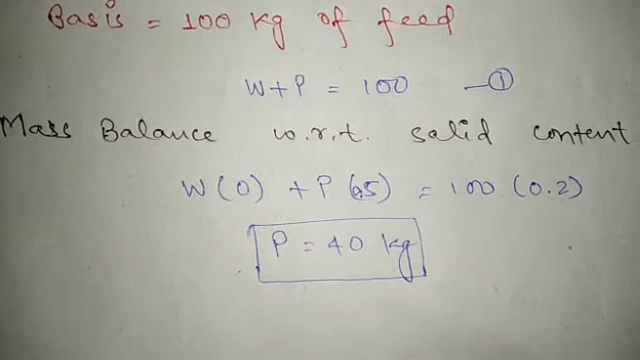 Basis = 100 kg of feed
W + P = 100 —①
Mass Balance w.r.t. solid content
W(0) + P(0.5) = 100 (0.2)
P = 40 kg